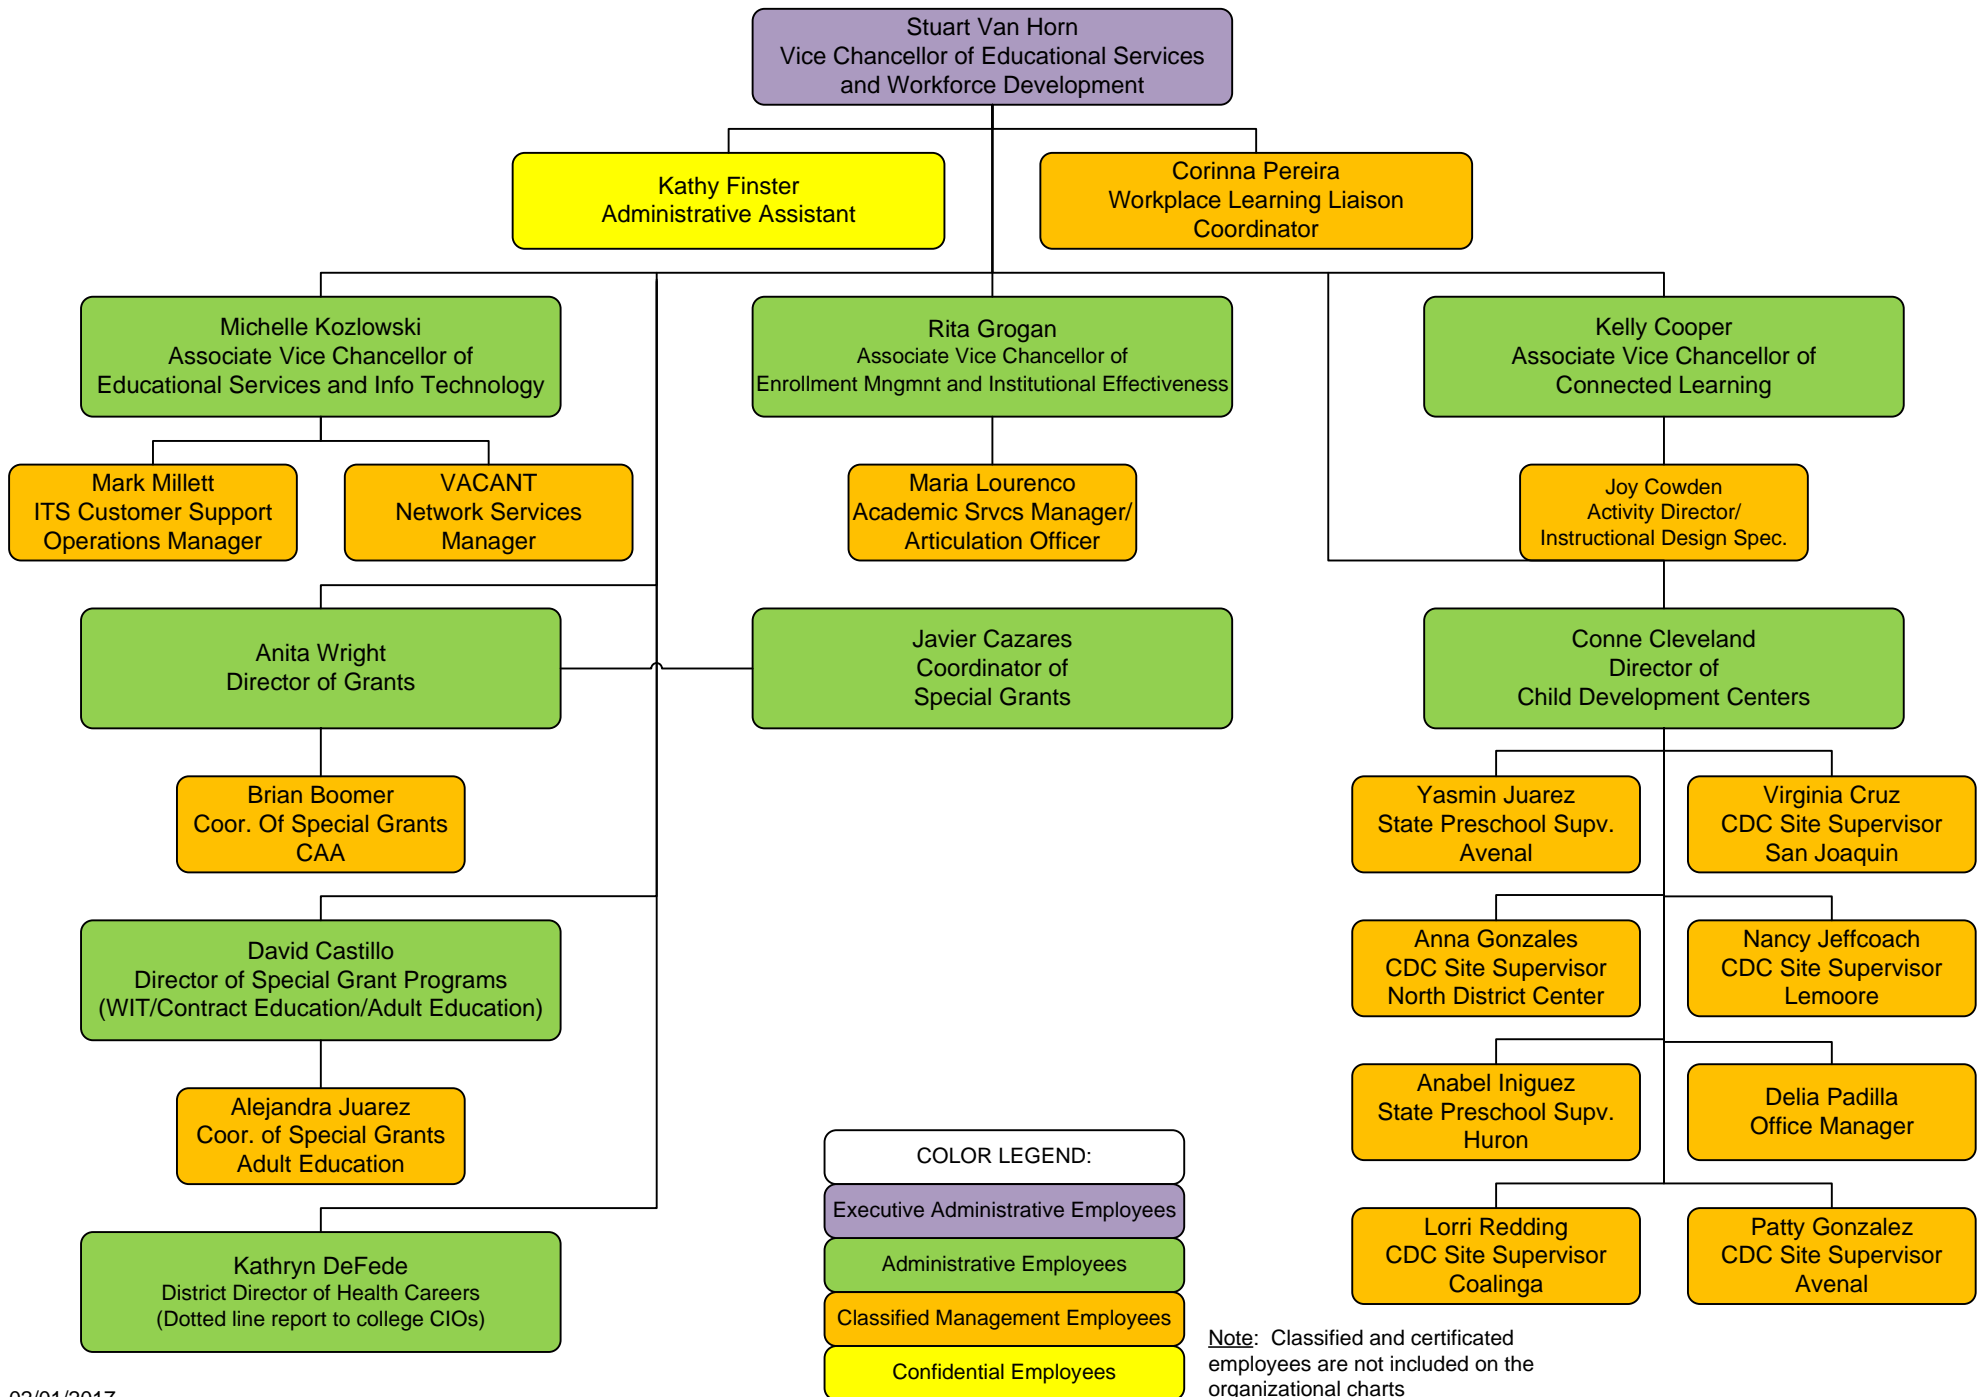 Stuart Van Horn
Vice Chancellor of Educational Services
and Workforce Development
Kathy Finster
Administrative Assistant
Corinna Pereira
Workplace Learning Liaison
Coordinator
Michelle Kozlowski
Associate Vice Chancellor of
Educational Services and Info Technology
Rita Grogan
Associate Vice Chancellor of
Enrollment Mngmnt and Institutional Effectiveness
Kelly Cooper
Associate Vice Chancellor of
Connected Learning
Mark Millett
ITS Customer Support
Operations Manager
VACANT
Network Services
Manager
Maria Lourenco
Academic Srvcs Manager/
Articulation Officer
Joy Cowden
Activity Director/
Instructional Design Spec.
Anita Wright
Director of Grants
Javier Cazares
Coordinator of
Special Grants
Conne Cleveland
Director of
Child Development Centers
Brian Boomer
Coor. Of Special Grants
CAA
Yasmin Juarez
State Preschool Supv.
Avenal
Virginia Cruz
CDC Site Supervisor
San Joaquin
David Castillo
Director of Special Grant Programs
(WIT/Contract Education/Adult Education)
Anna Gonzales
CDC Site Supervisor
North District Center
Nancy Jeffcoach
CDC Site Supervisor
Lemoore
Alejandra Juarez
Coor. of Special Grants
Adult Education
Anabel Iniguez
State Preschool Supv.
Huron
Delia Padilla
Office Manager
Kathryn DeFede
District Director of Health Careers
(Dotted line report to college CIOs)
Lorri Redding
CDC Site Supervisor
Coalinga
Patty Gonzalez
CDC Site Supervisor
Avenal
COLOR LEGEND:
Executive Administrative Employees
Administrative Employees
Classified Management Employees
Confidential Employees
Note: Classified and certificated
employees are not included on the
organizational charts
02/01/2017